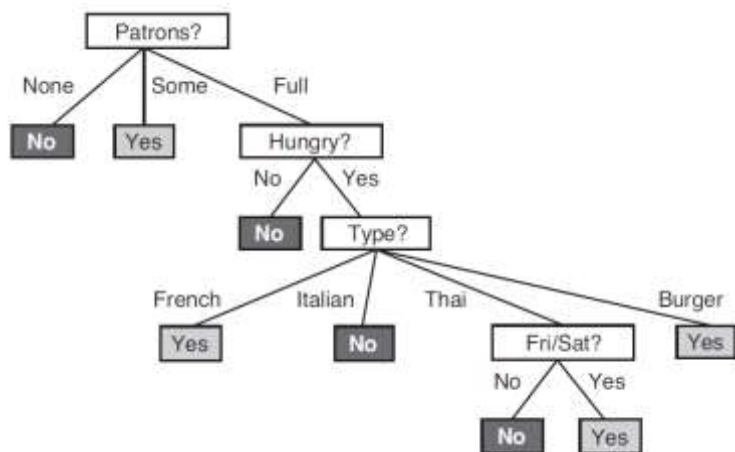 Patrons?
None Some Full
No Yes Hungry?
No Yes
No Type?
French Italian Thai Burger
Yes No Fri/Sat? Yes
No Yes
No Yes